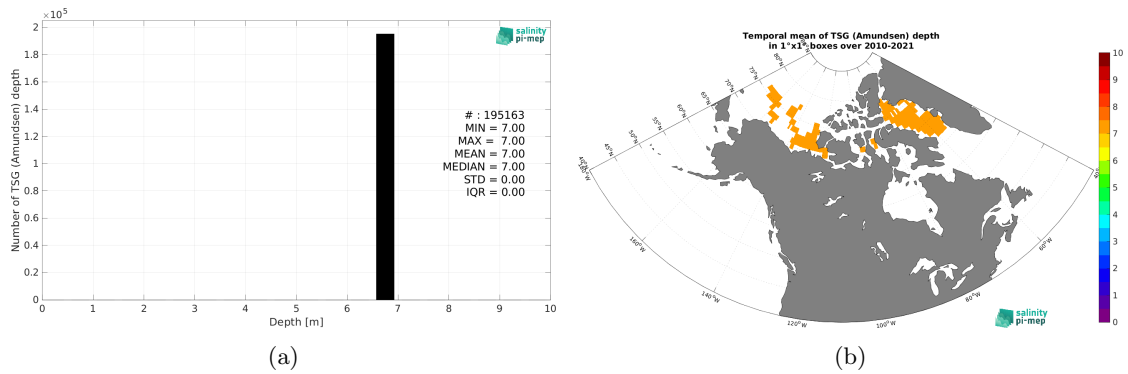 ×10⁵
2
1.8
1.6
1.4
1.2
1
0.8
0.6
0.4
0.2
0
Number of TSG (Amundsen) depth
salinity
pi-mep
# : 195163
MIN = 7.00
MAX = 7.00
MEAN = 7.00
MEDIAN = 7.00
STD = 0.00
IQR = 0.00
0 1 2 3 4 5 6 7 8 9 10
Depth [m]
(a)
Temporal mean of TSG (Amundsen) depth
in 1°x1° boxes over 2010-2021
80°N
75°N
70°N
65°N
60°N
55°N
50°N
45°N
40°N
180°W
160°W
140°W
120°W
100°W
80°W
60°W
10
9
8
7
6
5
4
3
2
1
0
salinity
pi-mep
(b)